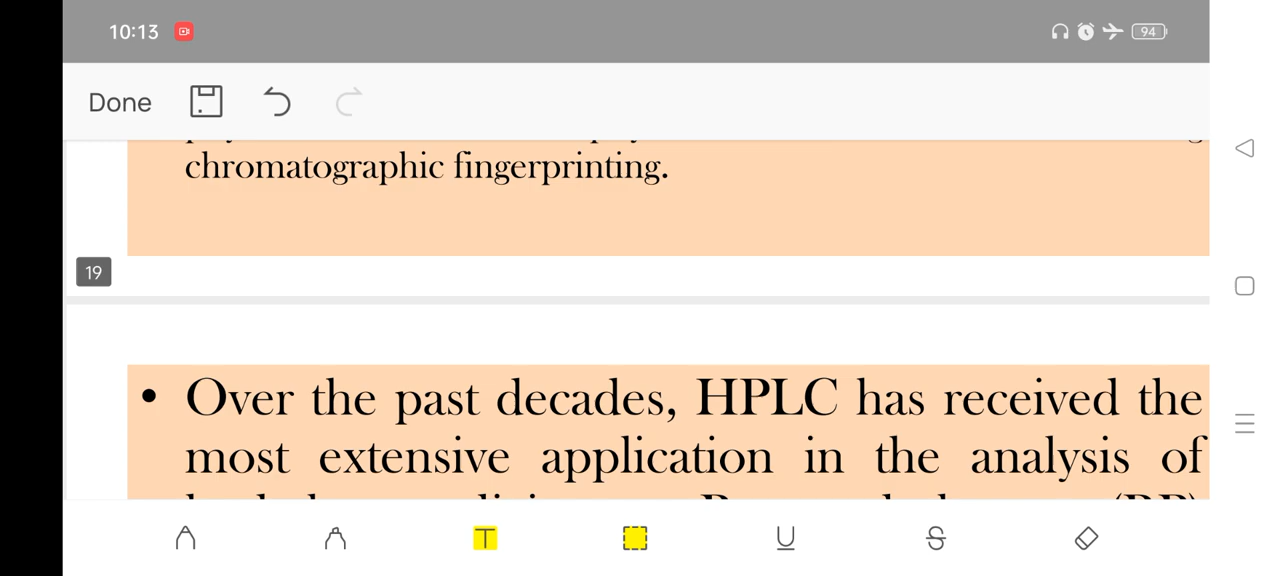 10:13
94
Done
chromatographic fingerprinting.
19
• Over the past decades, HPLC has received the
most extensive application in the analysis of